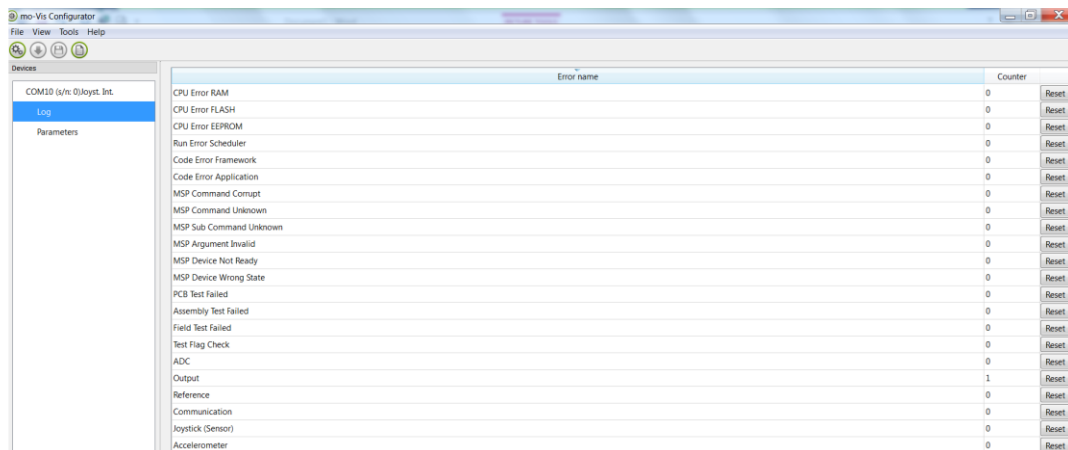 mo-Vis Configurator
File View Tools Help
Devices
Error name Counter
COM10 (s/n: 0)Joyst. Int.
Log
Parameters
CPU Error RAM 0 Reset
CPU Error FLASH 0 Reset
CPU Error EEPROM 0 Reset
Run Error Scheduler 0 Reset
Code Error Framework 0 Reset
Code Error Application 0 Reset
MSP Command Corrupt 0 Reset
MSP Command Unknown 0 Reset
MSP Sub Command Unknown 0 Reset
MSP Argument Invalid 0 Reset
MSP Device Not Ready 0 Reset
MSP Device Wrong State 0 Reset
PCB Test Failed 0 Reset
Assembly Test Failed 0 Reset
Field Test Failed 0 Reset
Test Flag Check 0 Reset
ADC 0 Reset
Output 1 Reset
Reference 0 Reset
Communication 0 Reset
Joystick (Sensor) 0 Reset
Accelerometer 0 Reset